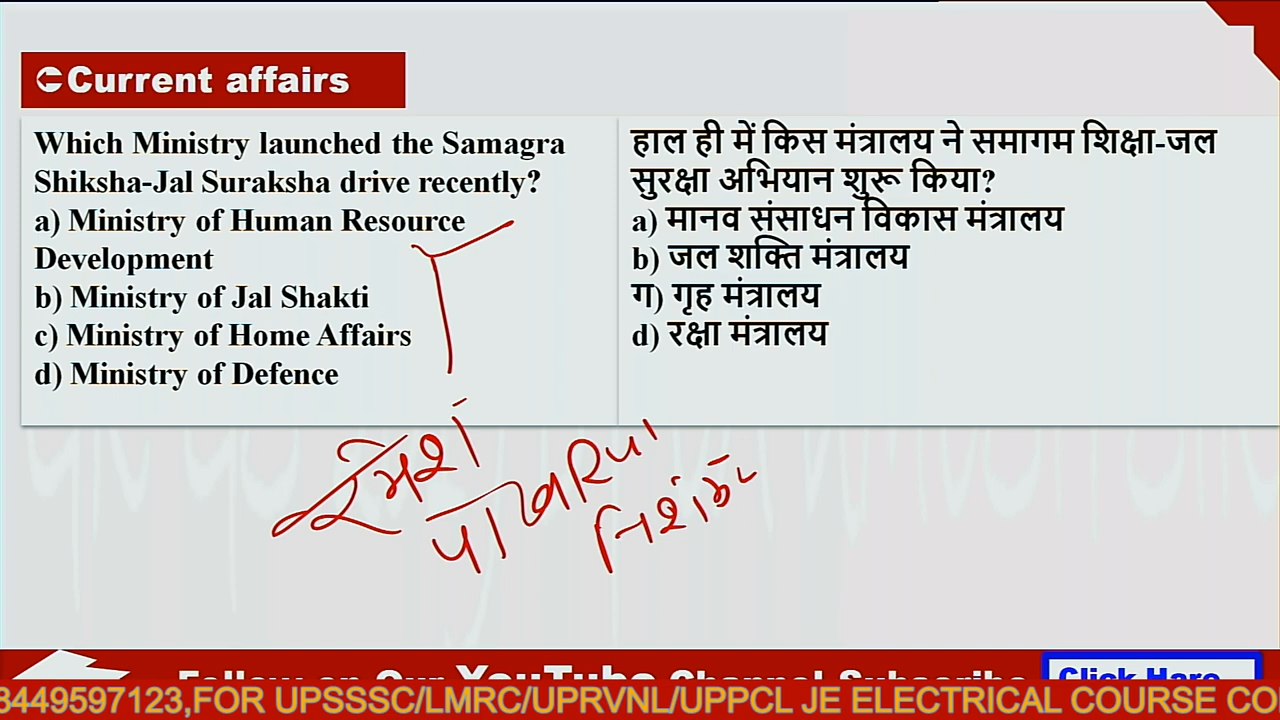 Current affairs
Which Ministry launched the Samagra
Shiksha-Jal Suraksha drive recently?
a) Ministry of Human Resource
Development
b) Ministry of Jal Shakti
c) Ministry of Home Affairs
d) Ministry of Defence
हाल ही में किस मंत्रालय ने समागम शिक्षा-जल
सुरक्षा अभियान शुरू किया?
a) मानव संसाधन विकास मंत्रालय
b) जल शक्ति मंत्रालय
ग) गृह मंत्रालय
d) रक्षा मंत्रालय
रमेश
Follow on Our YouTube Channel Subscribe
Click Here
8449597123,FOR UPSSSC/LMRC/UPRVNL/UPPCL JE ELECTRICAL COURSE CO